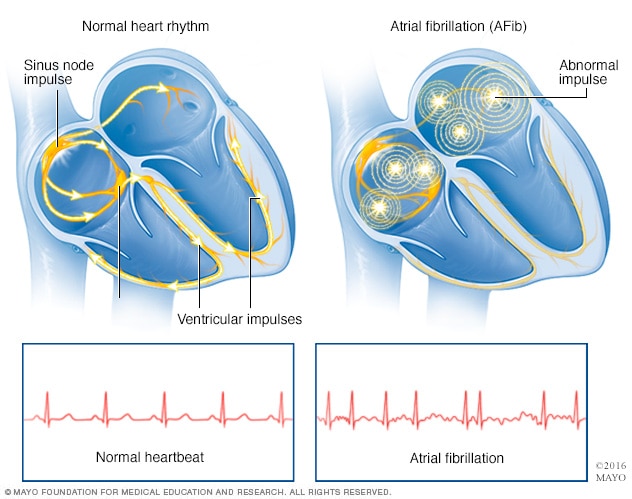 Normal heart rhythm
Atrial fibrillation (AFib)
Sinus node
impulse
Abnormal
impulse
Ventricular impulses
Normal heartbeat
Atrial fibrillation
©2016
MAYO
© MAYO FOUNDATION FOR MEDICAL EDUCATION AND RESEARCH. ALL RIGHTS RESERVED.